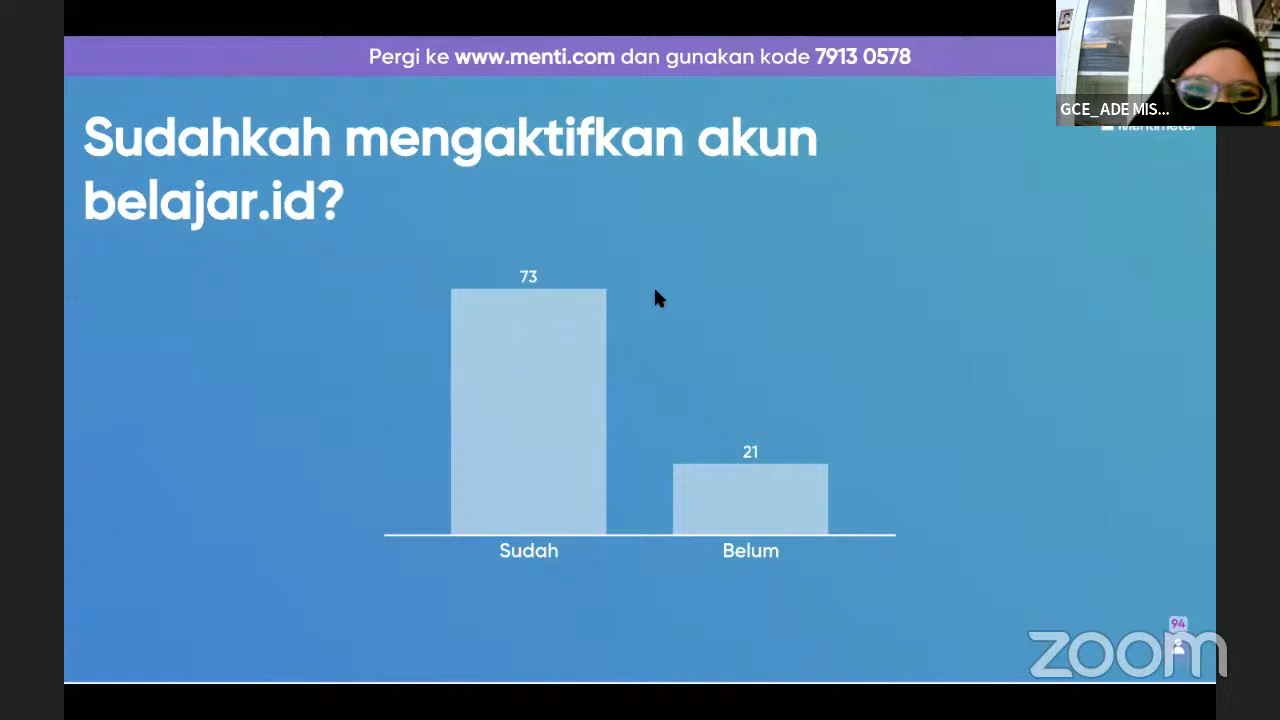 Pergi ke www.menti.com dan gunakan kode 7913 0578
GCE_ADE MIS...
Mentimeter
Sudahkah mengaktifkan akun
belajar.id?
73
21
Sudah
Belum
94
zoom